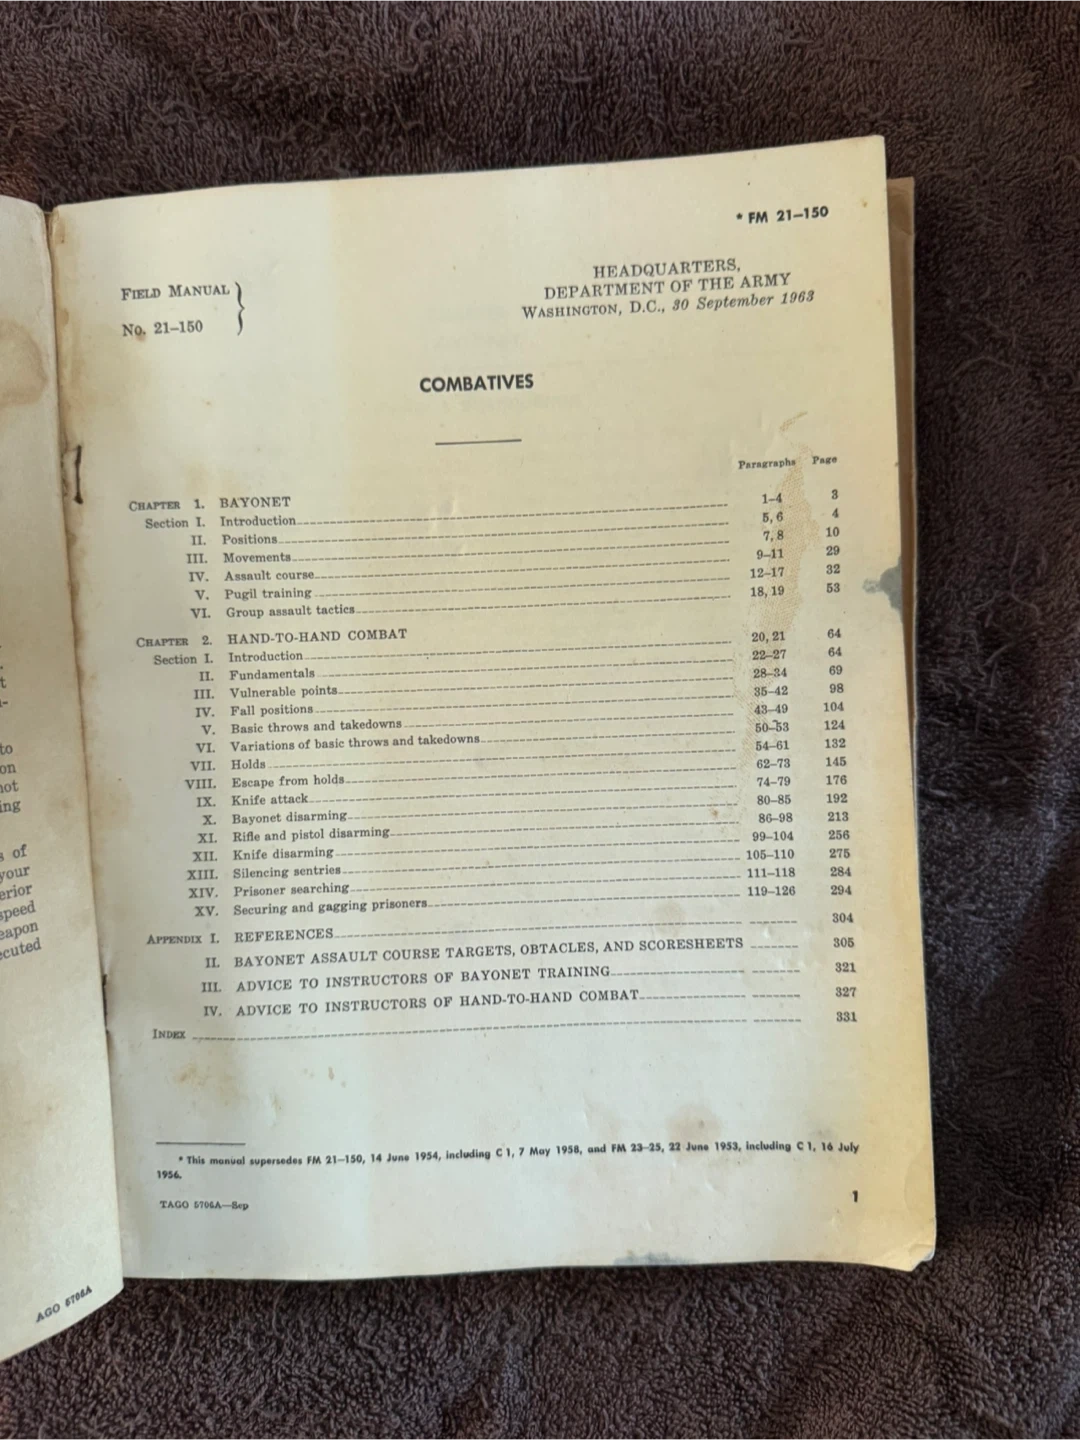 to
on
not
ing
s of
your
erior
speed
eapon
cuted
AGO 5706A
* FM 21–150
FIELD MANUAL
No. 21–150
HEADQUARTERS,
DEPARTMENT OF THE ARMY
WASHINGTON, D.C., 30 September 1963
COMBATIVES
Paragraphs Page
CHAPTER 1. BAYONET
Section I. Introduction 1–4 3
II. Positions 5, 6 4
III. Movements 7, 8 10
IV. Assault course 9–11 29
V. Pugil training 12–17 32
VI. Group assault tactics 18, 19 53
CHAPTER 2. HAND-TO-HAND COMBAT
Section I. Introduction 20, 21 64
II. Fundamentals 22–27 64
III. Vulnerable points 28–34 69
IV. Fall positions 35–42 98
V. Basic throws and takedowns 43–49 104
VI. Variations of basic throws and takedowns 50–53 124
VII. Holds 54–61 132
VIII. Escape from holds 62–73 145
IX. Knife attack 74–79 176
X. Bayonet disarming 80–85 192
XI. Rifle and pistol disarming 86–98 213
XII. Knife disarming 99–104 256
XIII. Silencing sentries 105–110 275
XIV. Prisoner searching 111–118 284
XV. Securing and gagging prisoners 119–126 294
APPENDIX I. REFERENCES 304
II. BAYONET ASSAULT COURSE TARGETS, OBTACLES, AND SCORESHEETS 305
III. ADVICE TO INSTRUCTORS OF BAYONET TRAINING 321
IV. ADVICE TO INSTRUCTORS OF HAND-TO-HAND COMBAT 327
INDEX 331
* This manual supersedes FM 21–150, 14 June 1954, including C 1, 7 May 1958, and FM 23–25, 22 June 1953, including C 1, 16 July
1956.
TAGO 5706A—Sep
1